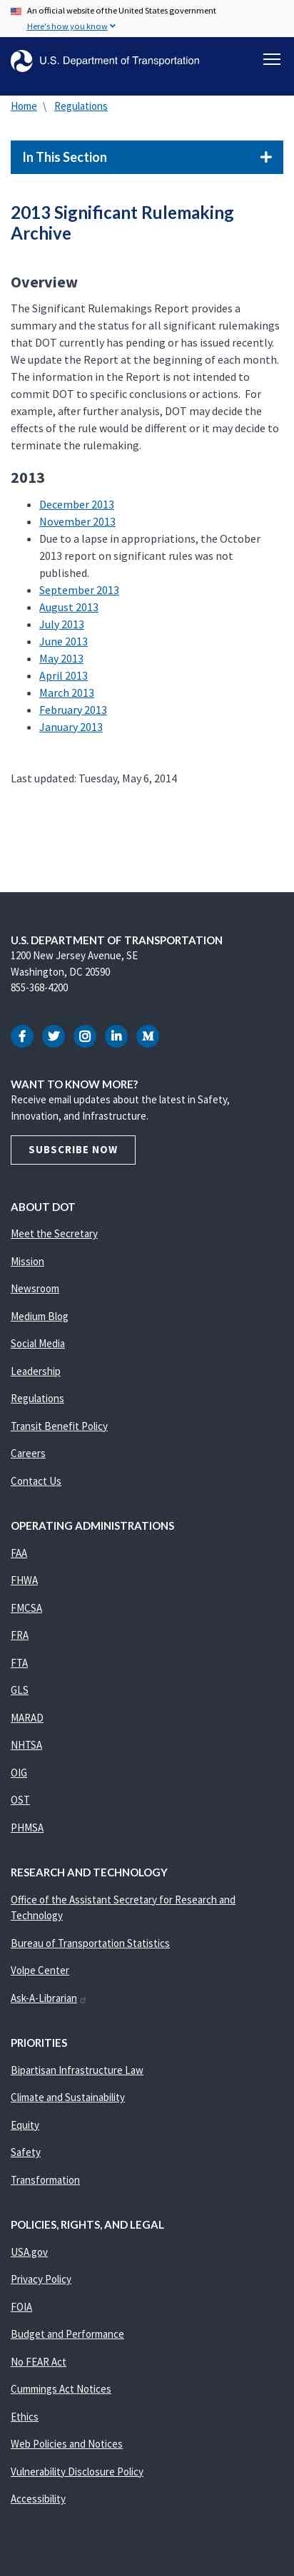 An official website of the United States government
Here's how you know
U.S. Department of Transportation
Home \ Regulations
In This Section +
2013 Significant Rulemaking
Archive
Overview
The Significant Rulemakings Report provides a
summary and the status for all significant rulemakings
that DOT currently has pending or has issued recently.
We update the Report at the beginning of each month.
The information in the Report is not intended to
commit DOT to specific actions or schedules actions.  For
example, after further consideration or analysis, DOT may decide the
effects of the rule would be different or it may decide to
terminate the rulemaking.
2013
• December 2013
• November 2013
• Due to a lapse in appropriations, the October
2013 report on significant rules was not
published.
• September 2013
• August 2013
• July 2013
• June 2013
• May 2013
• April 2013
• March 2013
• February 2013
• January 2013
Last updated: Tuesday, May 6, 2014
U.S. DEPARTMENT OF TRANSPORTATION
1200 New Jersey Avenue, SE
Washington, DC 20590
855-368-4200
WANT TO KNOW MORE?
Receive email updates about the latest in Safety,
Innovation, and Infrastructure.
SUBSCRIBE NOW
ABOUT DOT
Meet the Secretary
Mission
Newsroom
Medium Blog
Social Media
Leadership
Regulations
Transit Benefit Policy
Careers
Contact Us
OPERATING ADMINISTRATIONS
FAA
FHWA
FMCSA
FRA
FTA
GLS
MARAD
NHTSA
OIG
OST
PHMSA
RESEARCH AND TECHNOLOGY
Office of the Assistant Secretary for Research and
Technology
Bureau of Transportation Statistics
Volpe Center
Ask-A-Librarian
PRIORITIES
Bipartisan Infrastructure Law
Climate and Sustainability
Equity
Safety
Transformation
POLICIES, RIGHTS, AND LEGAL
USA.gov
Privacy Policy
FOIA
Budget and Performance
No FEAR Act
Cummings Act Notices
Ethics
Web Policies and Notices
Vulnerability Disclosure Policy
Accessibility